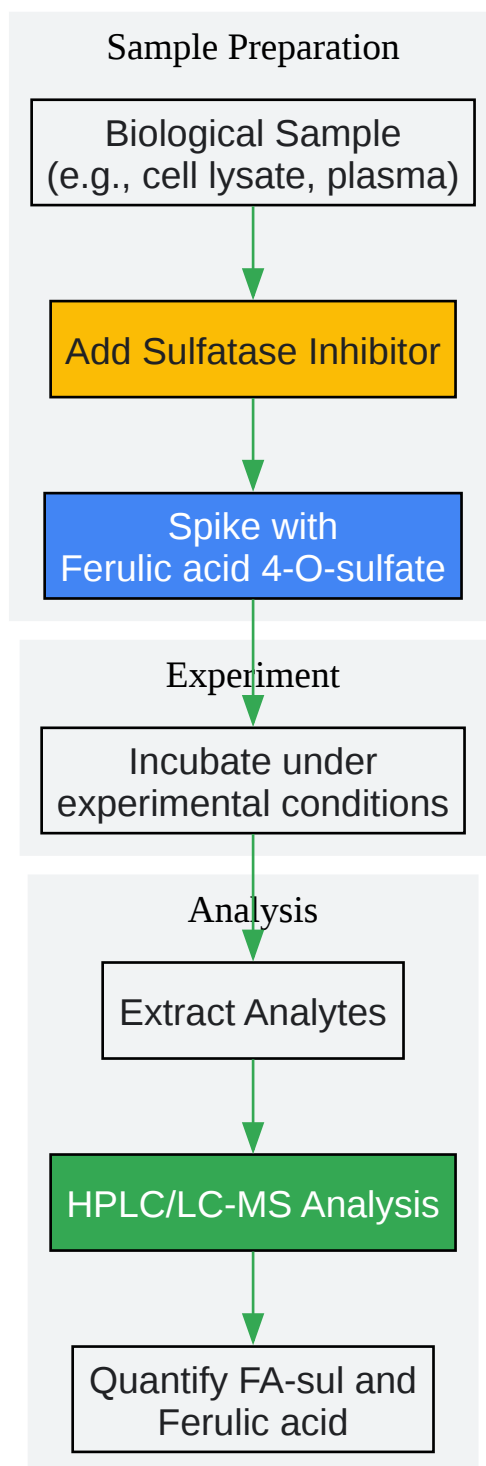 Sample Preparation
Biological Sample
(e.g., cell lysate, plasma)
Add Sulfatase Inhibitor
Spike with
Ferulic acid 4-O-sulfate
Experiment
Incubate under
experimental conditions
Analysis
Extract Analytes
HPLC/LC-MS Analysis
Quantify FA-sul and
Ferulic acid